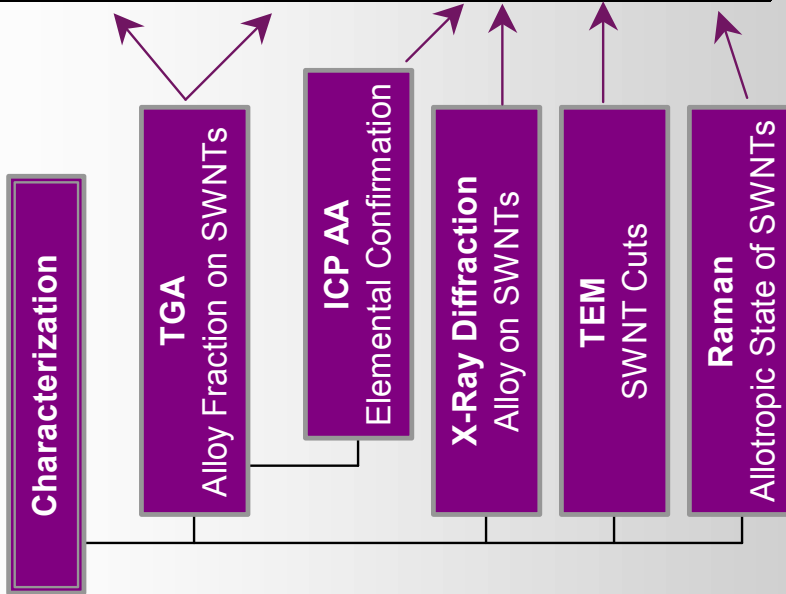 Characterization
TGA
Alloy Fraction on SWNTs
ICP AA
Elemental Confirmation
X-Ray Diffraction
Alloy on SWNTs
TEM
SWNT Cuts
Raman
Allotropic State of SWNTs